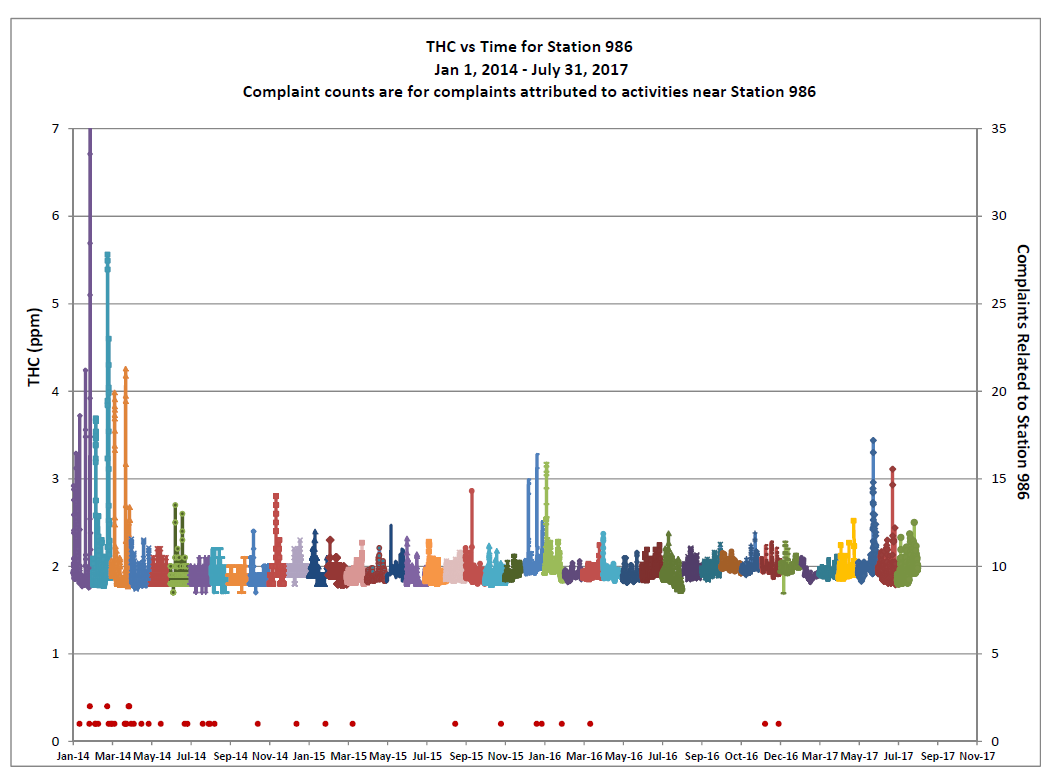 THC vs Time for Station 986
Jan 1, 2014 - July 31, 2017
Complaint counts are for complaints attributed to activities near Station 986
7
35
6
30
5
25
4
20
3
15
2
10
1
5
0
0
THC (ppm)
Complaints Related to Station 986
Jan-14 Mar-14 May-14 Jul-14 Sep-14 Nov-14 Jan-15 Mar-15 May-15 Jul-15 Sep-15 Nov-15 Jan-16 Mar-16 May-16 Jul-16 Aug-16 Oct-16 Dec-16 Mar-17 May-17 Jul-17 Sep-17 Nov-17